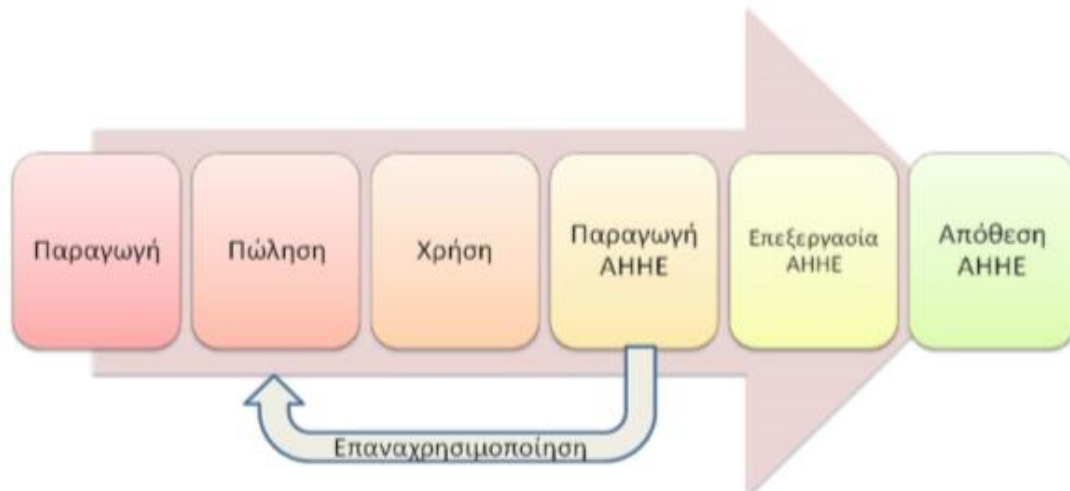 Παραγωγή
Πώληση
Χρήση
Παραγωγή
ΑΗΗΕ
Επεξεργασία
ΑΗΗΕ
Απόθεση
ΑΗΗΕ
Επαναχρησιμοποίηση